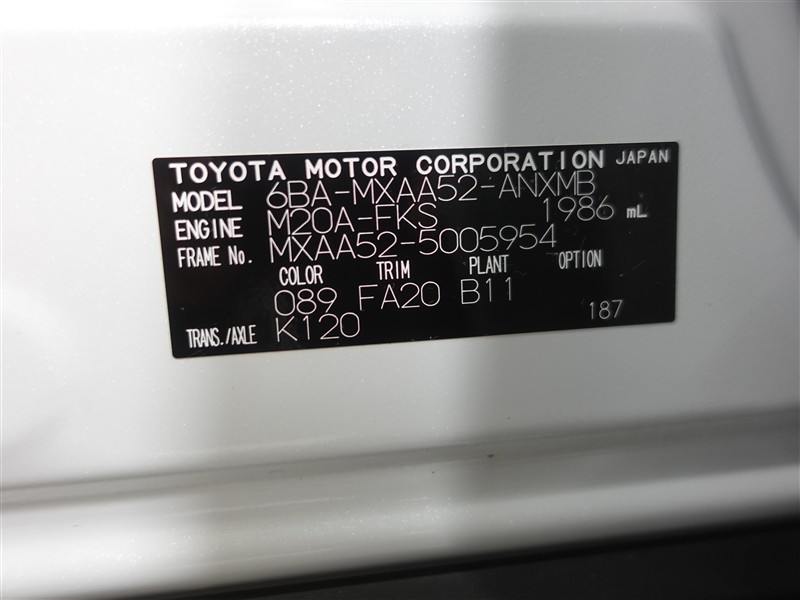 TOYOTA MOTOR CORPORATION JAPAN
MODEL 6BA-MXAA52-ANXMB
ENGINE M20A-FKS 1986 mL
FRAME No. MXAA52-5005954
COLOR TRIM PLANT OPTION
089 FA20 B11
TRANS./AXLE K120 187